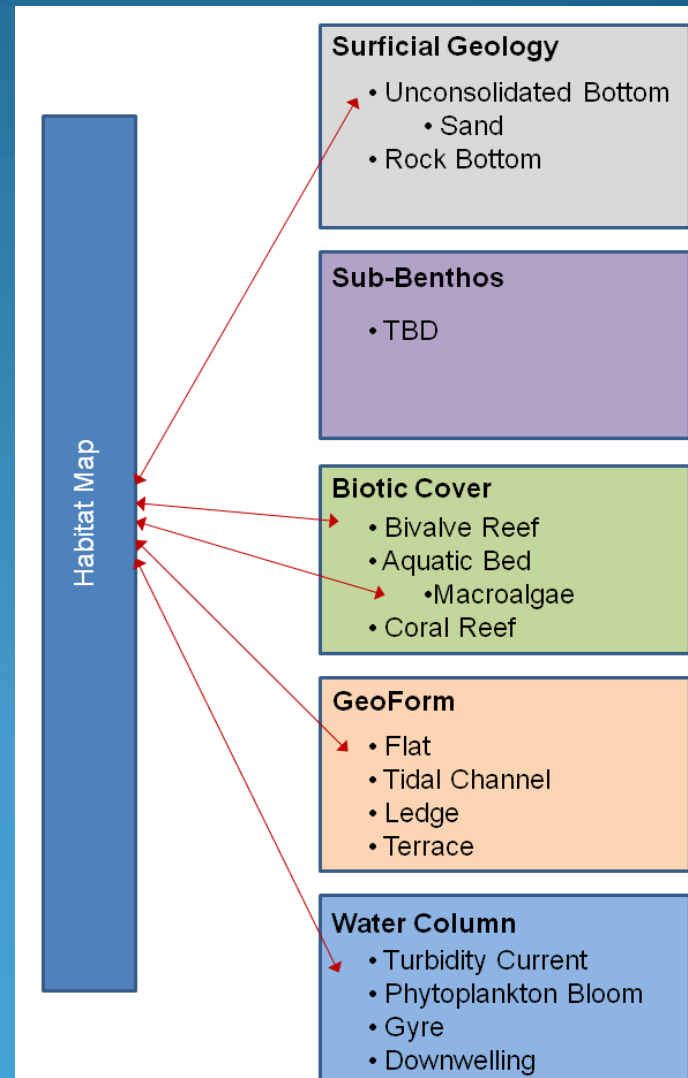 Habitat Map
Surficial Geology
• Unconsolidated Bottom
• Sand
• Rock Bottom
Sub-Benthos
• TBD
Biotic Cover
• Bivalve Reef
• Aquatic Bed
•Macroalgae
• Coral Reef
GeoForm
• Flat
• Tidal Channel
• Ledge
• Terrace
Water Column
• Turbidity Current
• Phytoplankton Bloom
• Gyre
• Downwelling